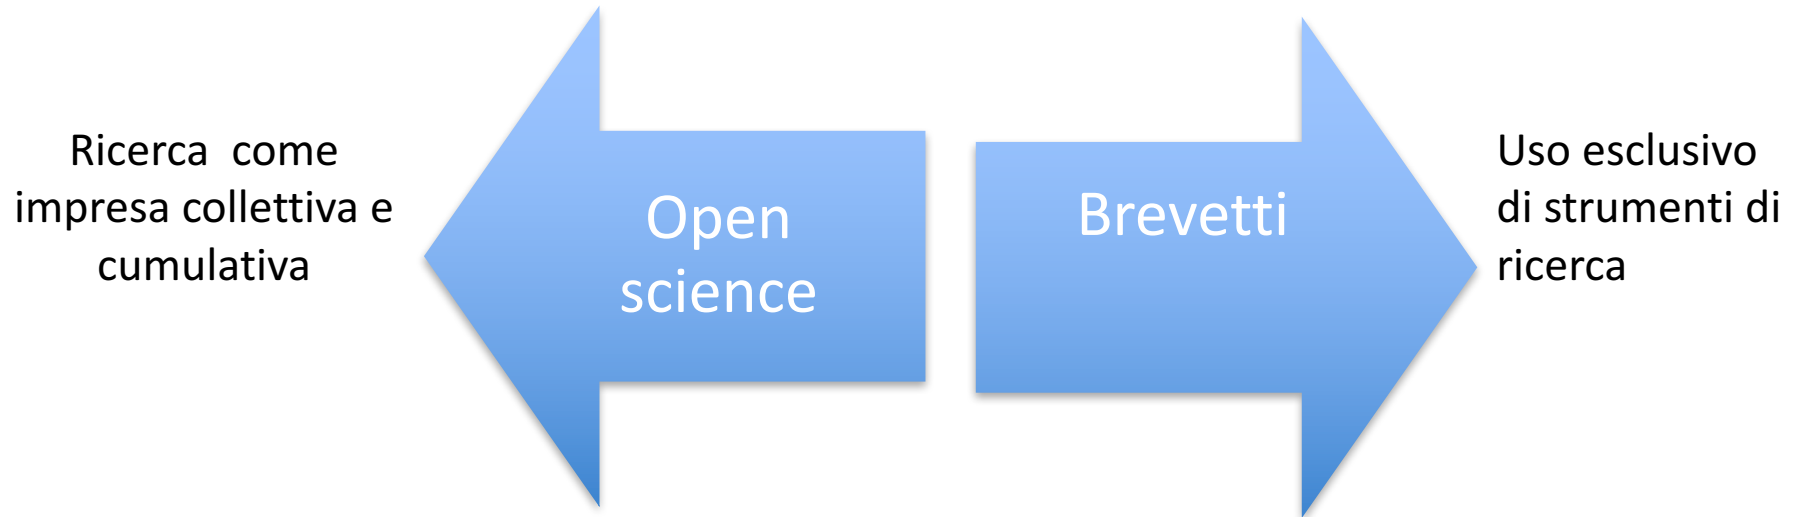 Ricerca  come
impresa collettiva e
cumulativa
Open
science
Brevetti
Uso esclusivo
di strumenti di
ricerca